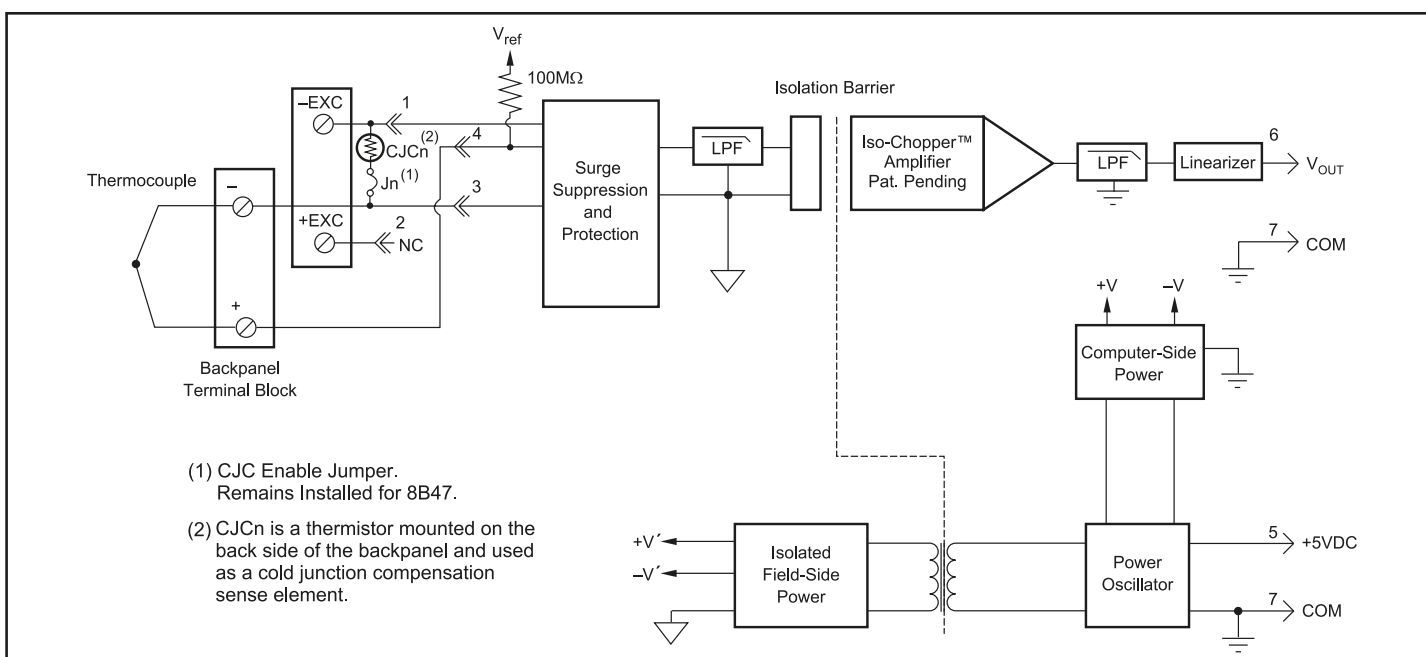 V_ref
100MΩ
Isolation Barrier
–EXC
1
CJCn(2)
4
Jn(1)
3
+EXC
2
NC
Thermocouple
–
+
Backpanel
Terminal Block
Surge
Suppression
and
Protection
LPF
Iso-Chopper™
Amplifier
Pat. Pending
LPF
Linearizer
6
V_OUT
7
COM
+V
–V
Computer-Side
Power
(1) CJC Enable Jumper.
Remains Installed for 8B47.
(2) CJCn is a thermistor mounted on the
back side of the backpanel and used
as a cold junction compensation
sense element.
+V´
–V´
Isolated
Field-Side
Power
Power
Oscillator
5
+5VDC
7
COM